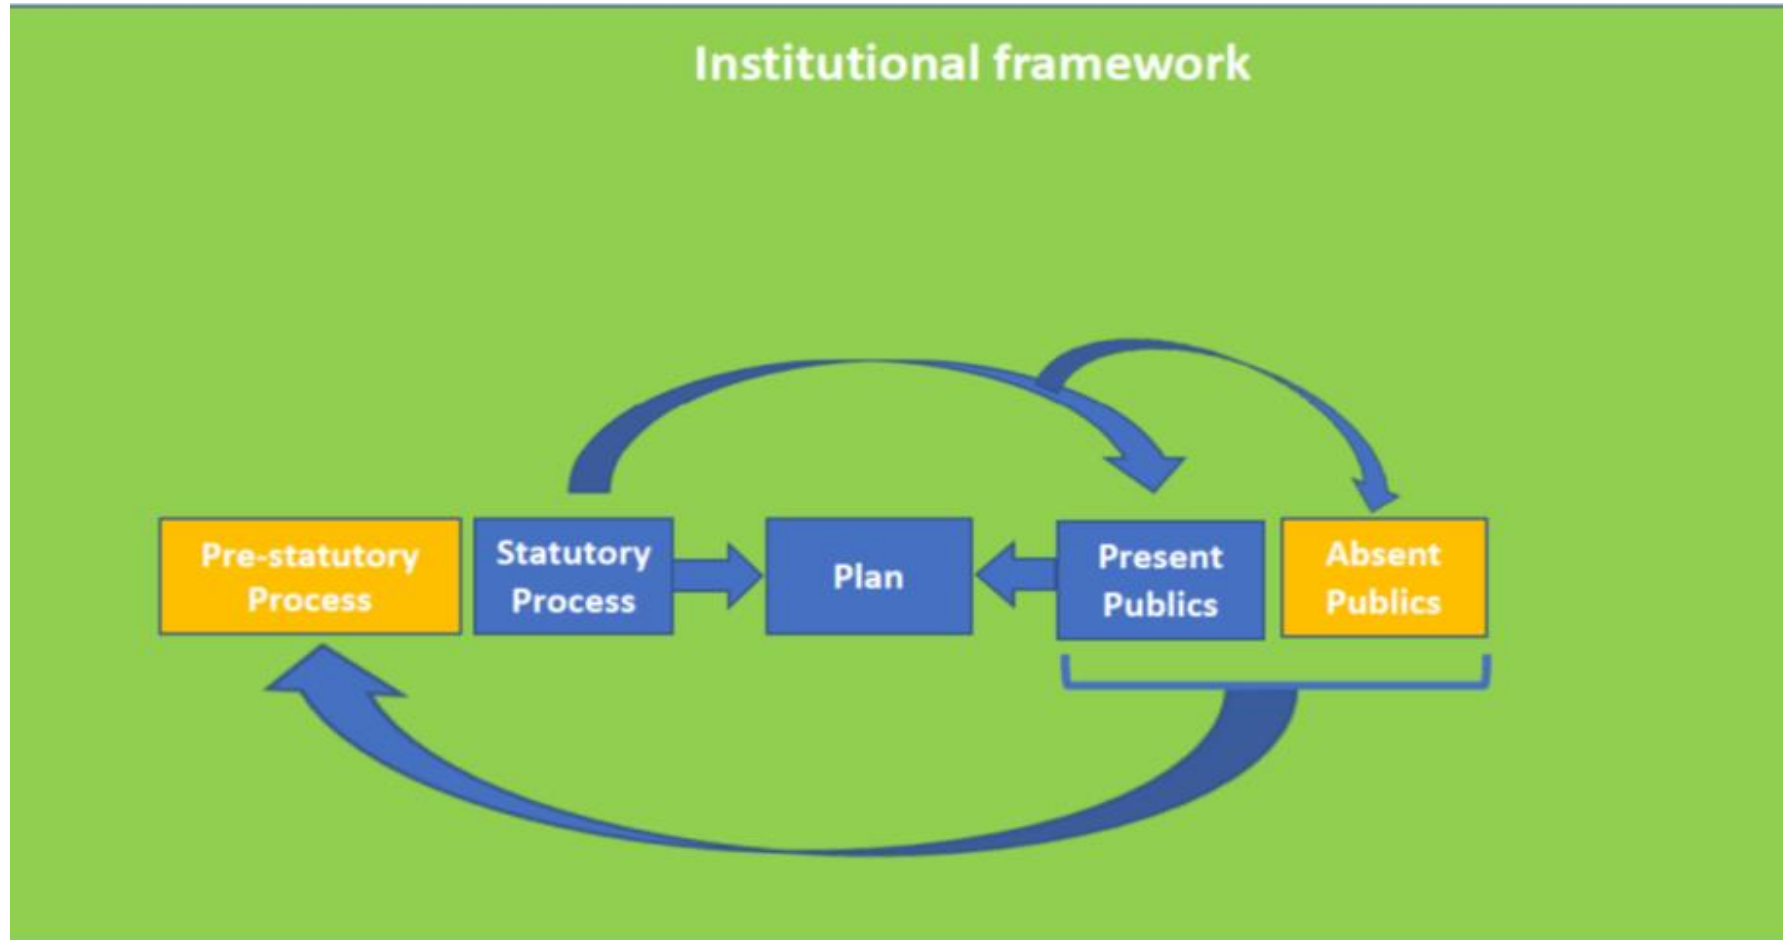 Institutional framework
Pre-statutory
Process
Statutory
Process
Plan
Present
Publics
Absent
Publics